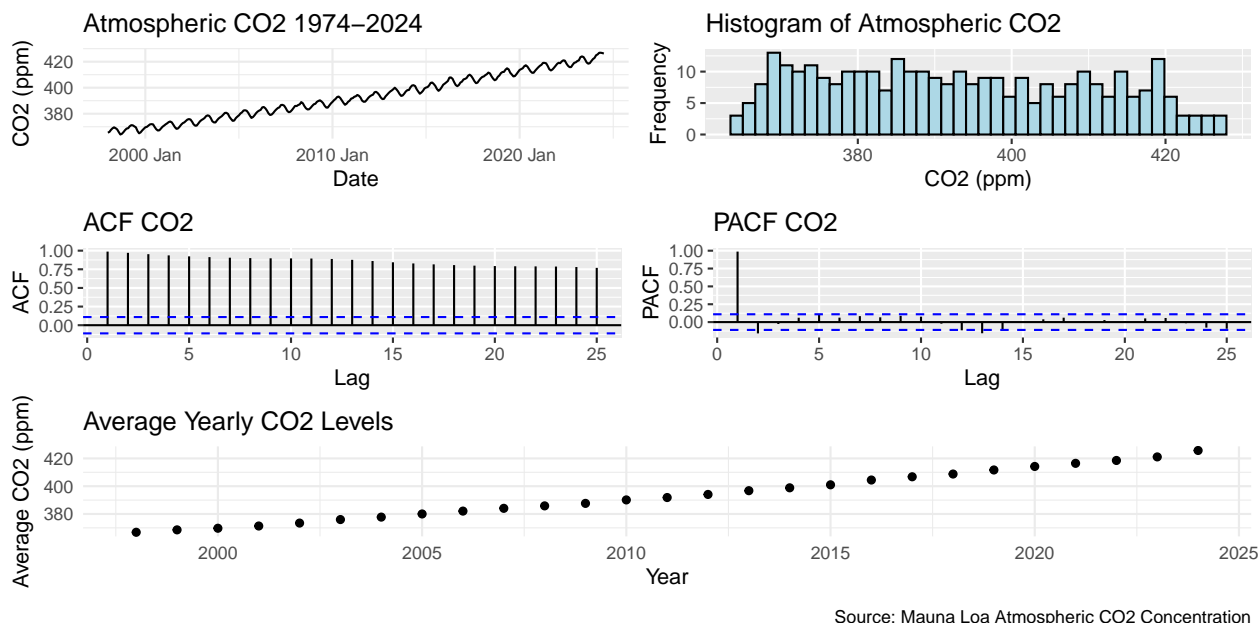 Atmospheric CO2 1974−2024
CO2 (ppm)
420
400
380
2000 Jan 2010 Jan 2020 Jan
Date
Histogram of Atmospheric CO2
Frequency
10
5
0
380 400 420
CO2 (ppm)
ACF CO2
ACF
1.00
0.75
0.50
0.25
0.00
0 5 10 15 20 25
Lag
PACF CO2
PACF
1.00
0.75
0.50
0.25
0.00
0 5 10 15 20 25
Lag
Average Yearly CO2 Levels
Average CO2 (ppm)
420
400
380
2000 2005 2010 2015 2020 2025
Year
Source: Mauna Loa Atmospheric CO2 Concentration